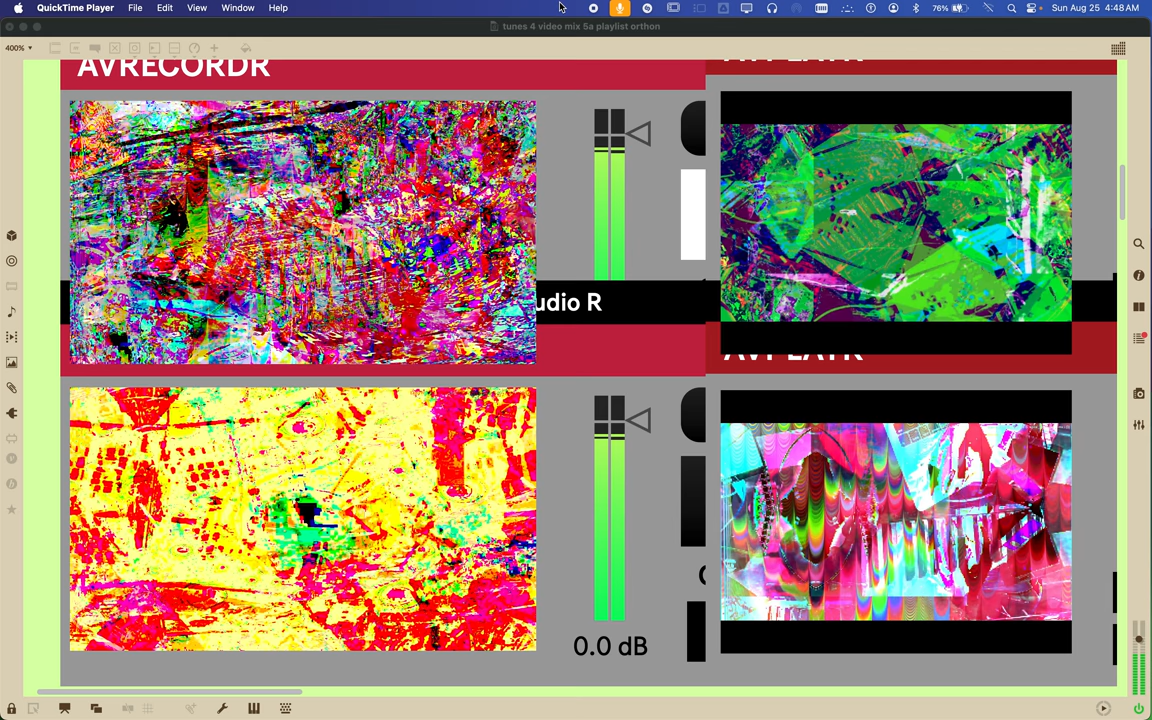 QuickTime Player File Edit View Window Help 76% Sun Aug 25 4:48 AM
tunes 4 video mix 5a playlist orthon
400%
AVRECORDR
udio R
AVPLAYR
0.0 dB